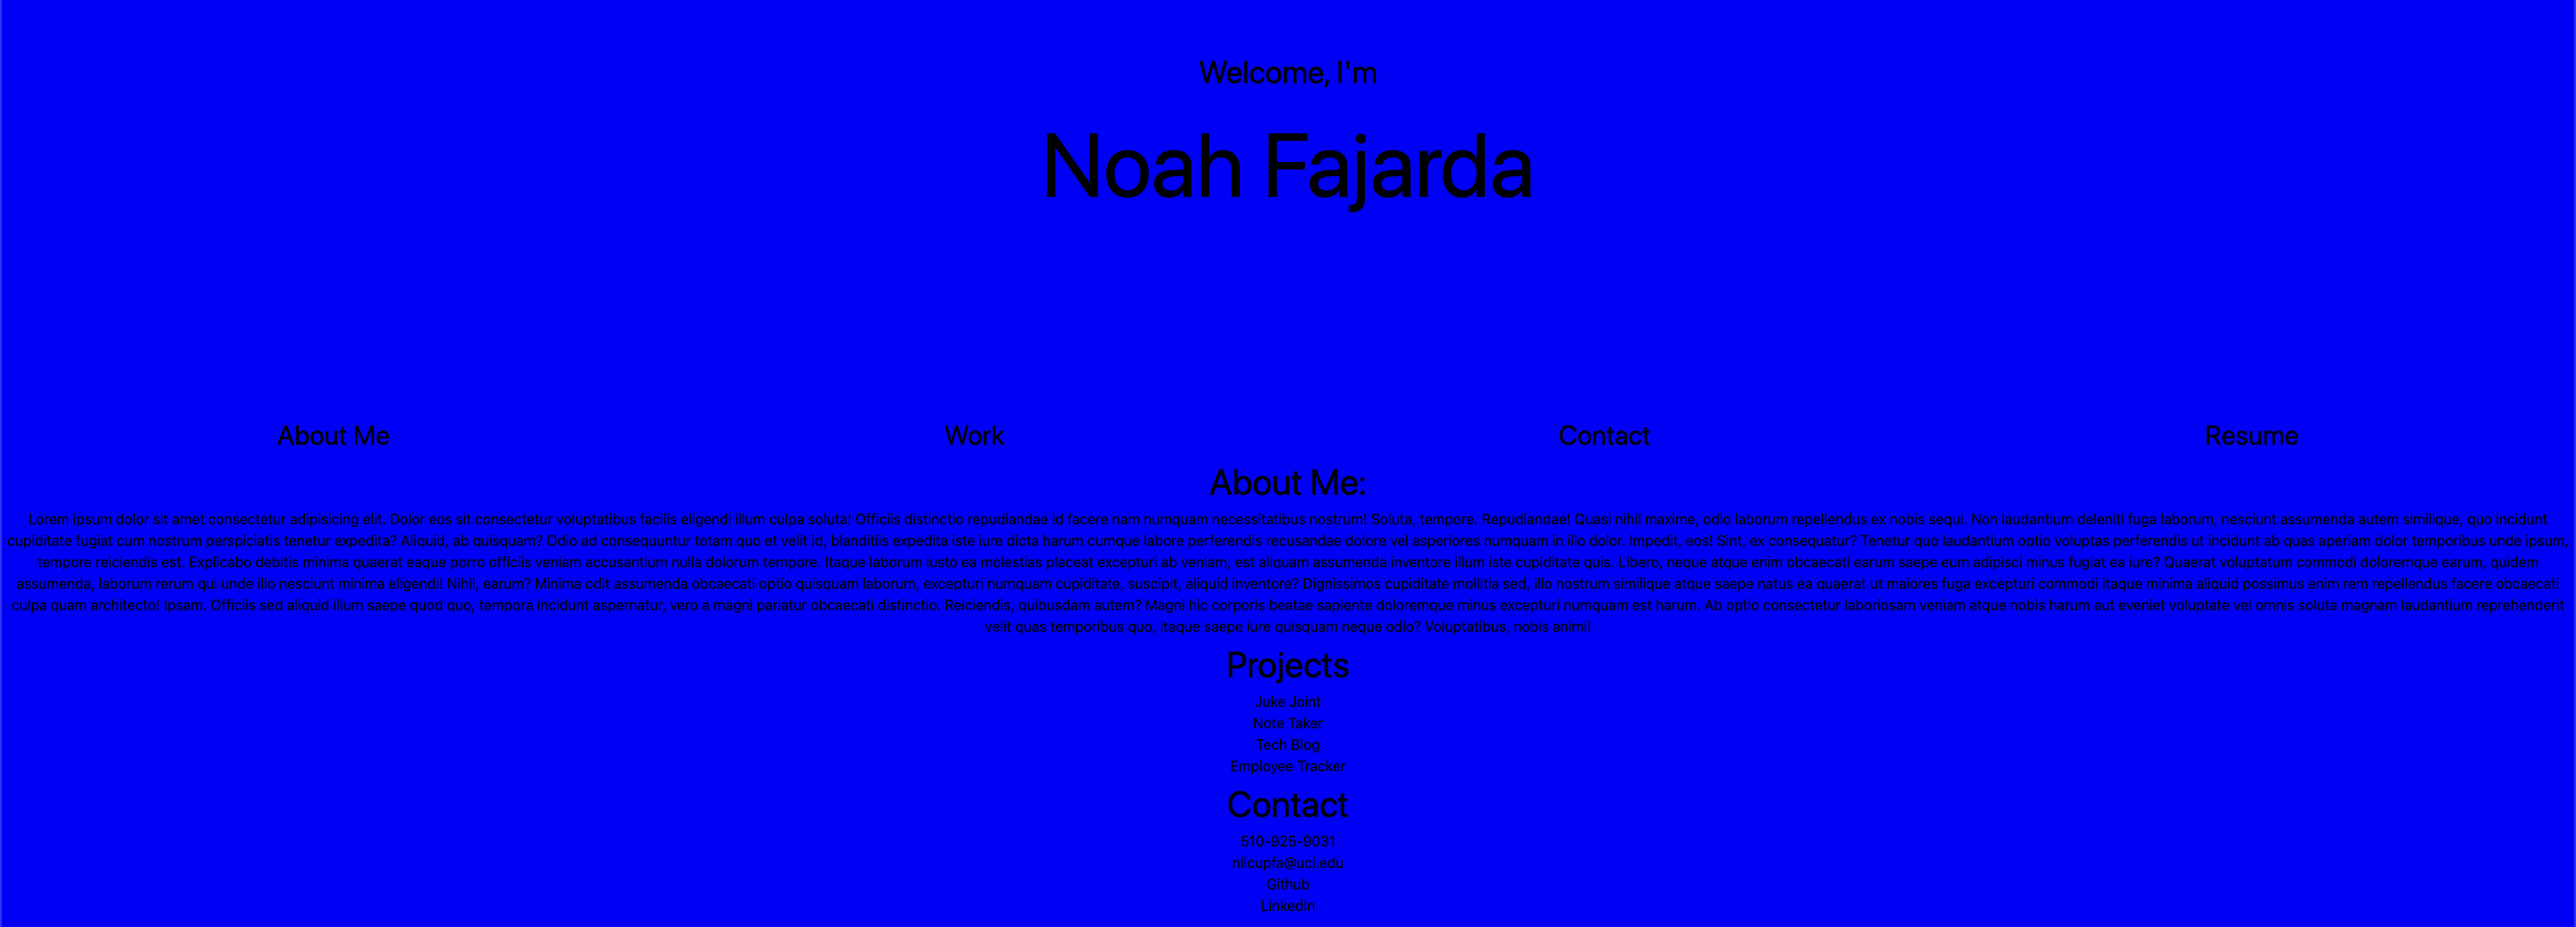 Welcome, I'm
Noah Fajarda
About Me
Work
Contact
Resume
About Me:
Lorem ipsum dolor sit amet consectetur adipisicing elit. Dolor eos sit consectetur voluptatibus facilis eligendi illum culpa soluta! Officiis distinctio repudiandae id facere nam numquam necessitatibus nostrum! Soluta, tempore. Repudiandae! Quasi nihil maxime, odio laborum repellendus ex nobis sequi. Non laudantium deleniti fuga laborum, nesciunt assumenda autem similique, quo incidunt
cupiditate fugiat cum nostrum perspiciatis tenetur expedita? Aliquid, ab quisquam? Odio ad consequuntur totam quo et velit id, blanditiis expedita iste iure dicta harum cumque labore perferendis recusandae dolore vel asperiores numquam in illo dolor. Impedit, eos! Sint, ex consequatur? Tenetur quo laudantium optio voluptas perferendis ut incidunt ab quas aperiam dolor temporibus unde ipsum,
tempore reiciendis est. Explicabo debitis minima quaerat eaque porro officiis veniam accusantium nulla dolorum tempore. Itaque laborum iusto ea molestias placeat excepturi ab veniam, est aliquam assumenda inventore illum iste cupiditate quis. Libero, neque atque enim obcaecati earum saepe eum adipisci minus fugiat ea iure? Quaerat voluptatum commodi doloremque earum, quidem
assumenda, laborum rerum qui unde illo nesciunt minima eligendi! Nihil, earum? Minima odit assumenda obcaecati optio quisquam laborum, excepturi numquam cupiditate, suscipit, aliquid inventore? Dignissimos cupiditate mollitia sed, illo nostrum similique atque saepe natus ea quaerat ut maiores fuga excepturi commodi itaque minima aliquid possimus enim rem repellendus facere obcaecati
culpa quam architecto! Ipsam. Officiis sed aliquid illum saepe quod quo, tempora incidunt aspernatur, vero a magni pariatur obcaecati distinctio. Reiciendis, quibusdam autem? Magni hic corporis beatae sapiente doloremque minus excepturi numquam est harum. Ab optio consectetur laboriosam veniam atque nobis harum aut eveniet voluptate vel omnis soluta magnam laudantium reprehenderit
velit quas temporibus quo, itaque saepe iure quisquam neque odio? Voluptatibus, nobis animi!
Projects
Juke Joint
Note Taker
Tech Blog
Employee Tracker
Contact
510-925-9031
nlicupfa@uci.edu
Github
LinkedIn